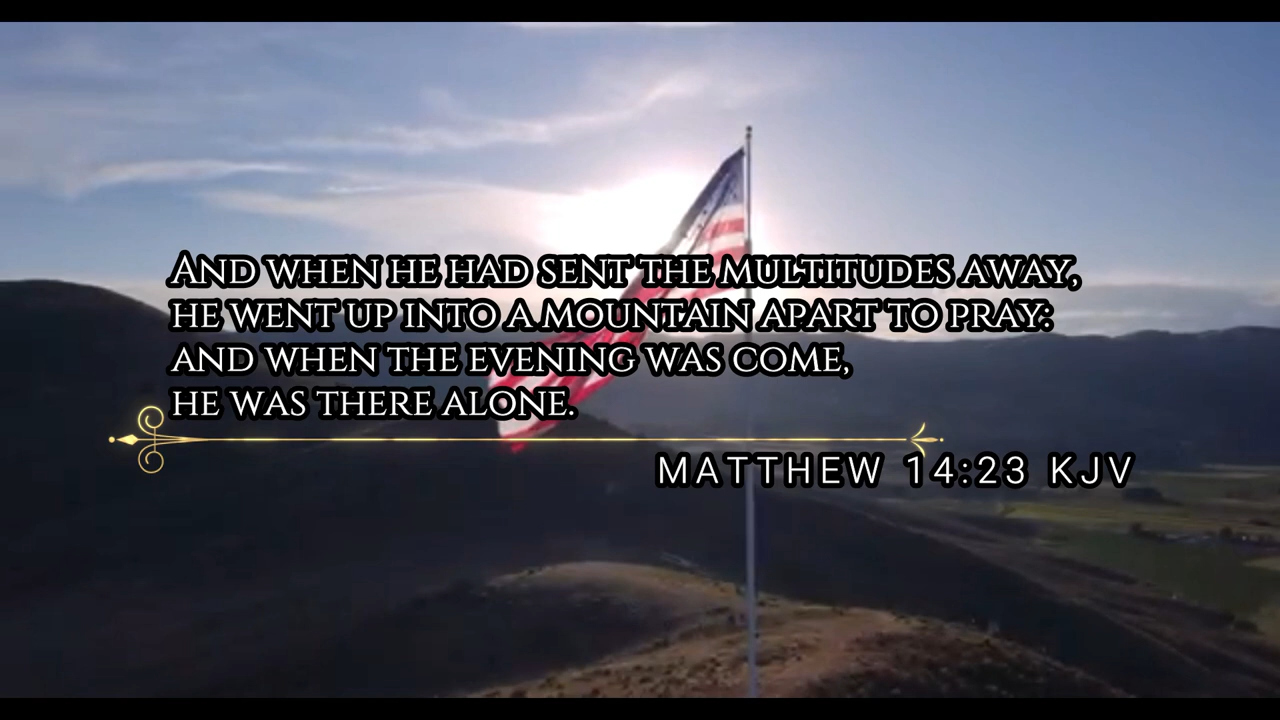 And when he had sent the multitudes away,
he went up into a mountain apart to pray:
and when the evening was come,
he was there alone.
MATTHEW 14:23 KJV